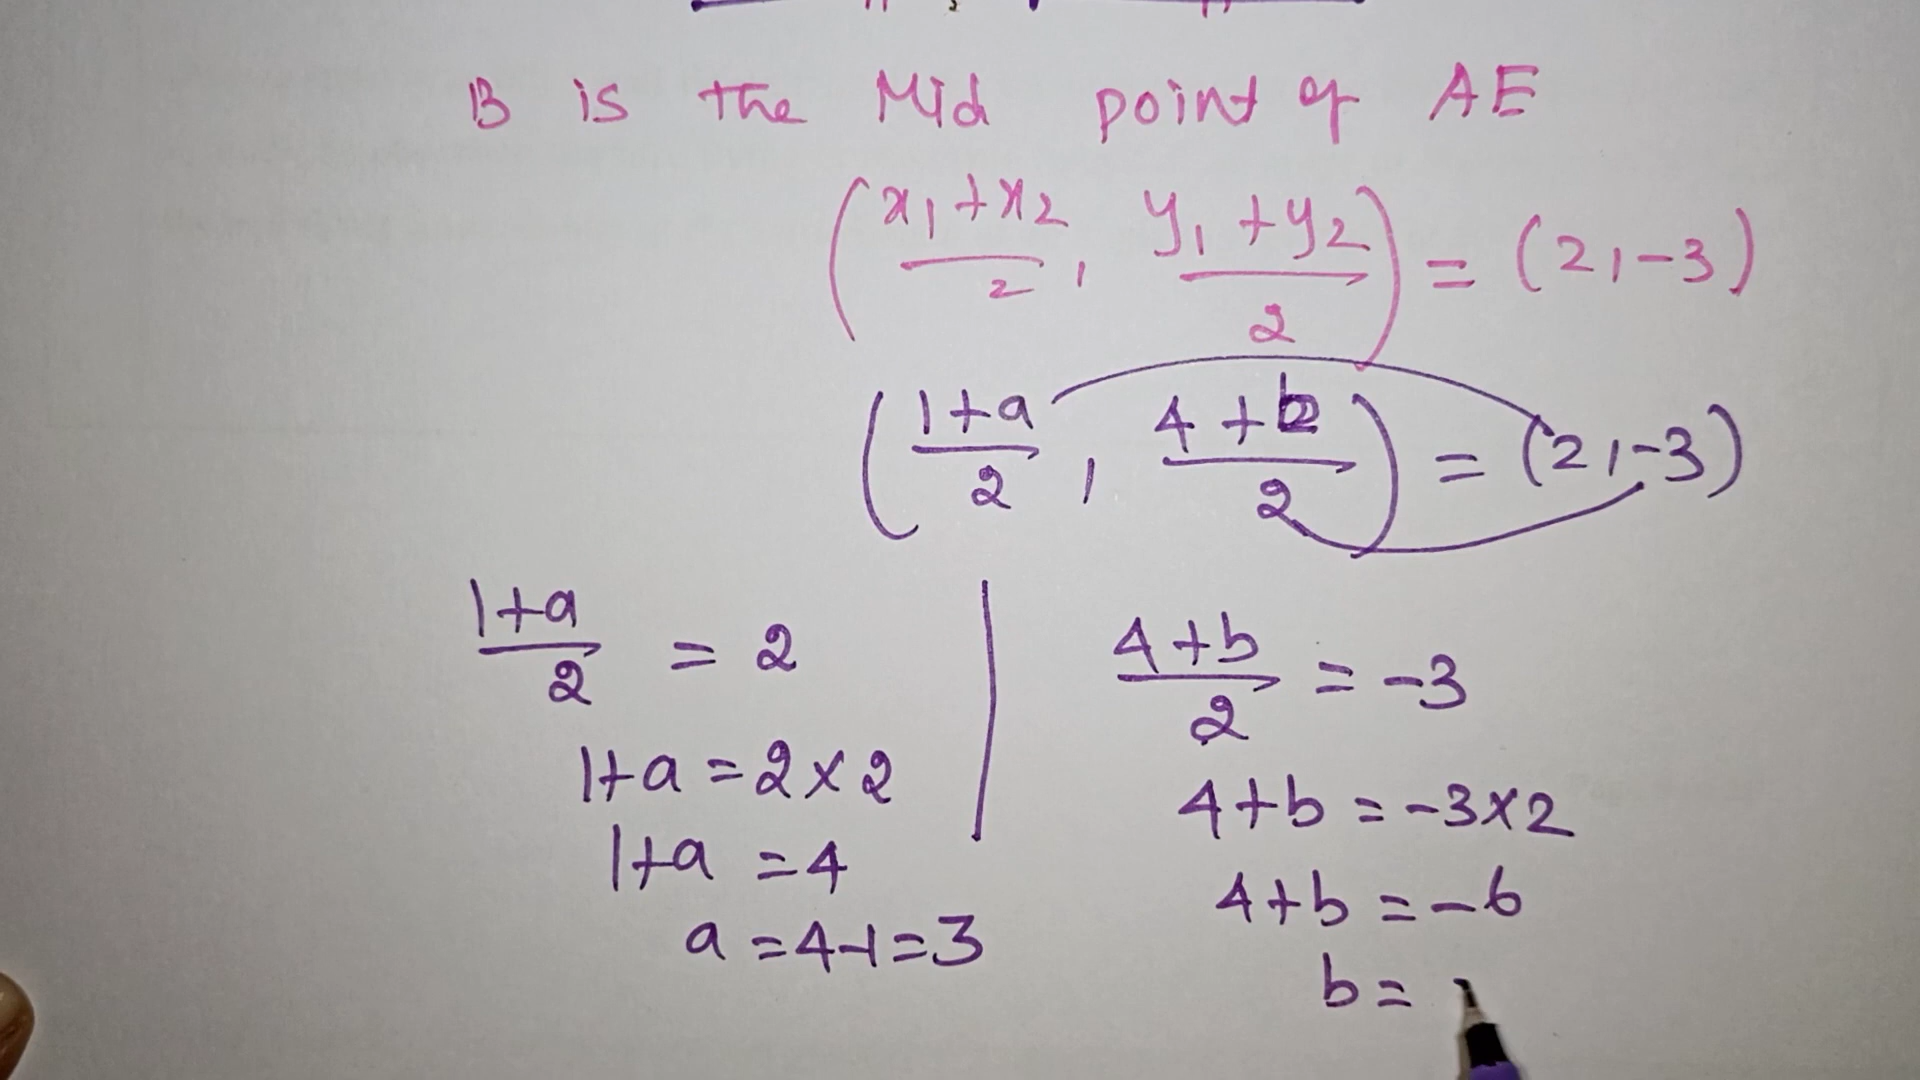 B is the Mid point of AE
(x₁+x₂/2, y₁+y₂/2) = (2,-3)
(1+a/2, 4+b/2) = (2,-3)
1+a/2 = 2
1+a = 2×2
1+a = 4
a = 4-1 = 3
4+b/2 = -3
4+b = -3×2
4+b = -6
b =